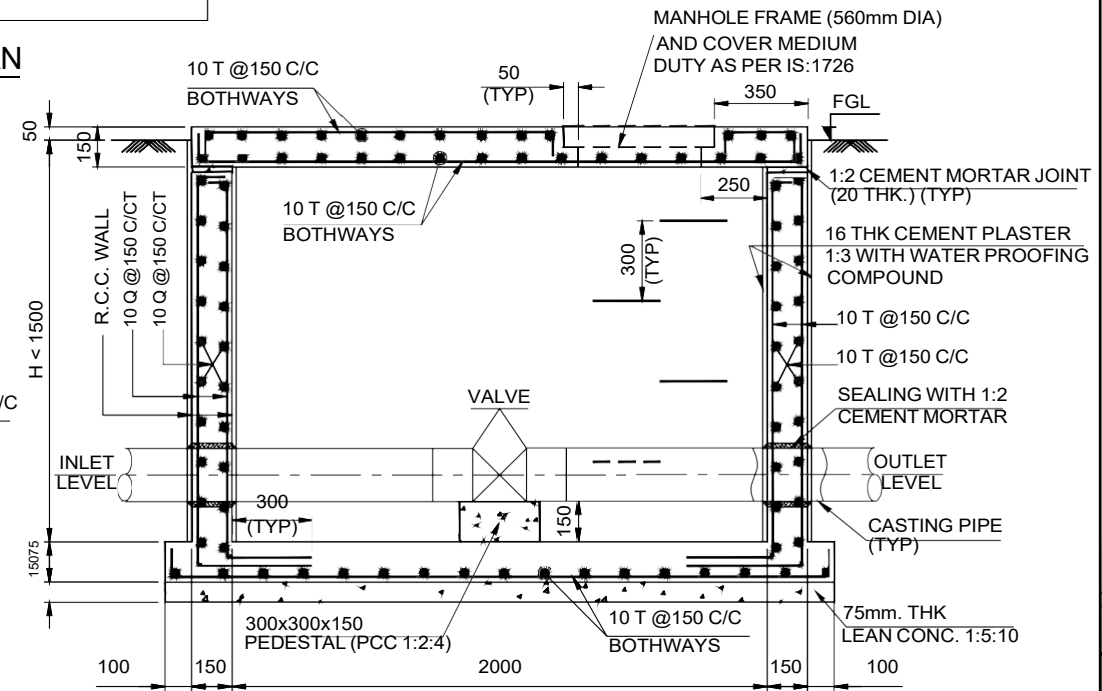 AN
MANHOLE FRAME (560mm DIA)
AND COVER MEDIUM
DUTY AS PER IS:1726
10 T @150 C/C
BOTHWAYS
50
(TYP)
350
FGL
50
150
1:2 CEMENT MORTAR JOINT
(20 THK.) (TYP)
250
10 T @150 C/C
BOTHWAYS
300
(TYP)
16 THK CEMENT PLASTER
1:3 WITH WATER PROOFING
COMPOUND
R.C.C. WALL
10 Q @150 C/CT
10 Q @150 C/CT
H < 1500
10 T @150 C/C
10 T @150 C/C
/C
VALVE
SEALING WITH 1:2
CEMENT MORTAR
INLET
LEVEL
OUTLET
LEVEL
300
(TYP)
150
CASTING PIPE
(TYP)
15075
300x300x150
PEDESTAL (PCC 1:2:4)
10 T @150 C/C
BOTHWAYS
75mm. THK
LEAN CONC. 1:5:10
100
150
2000
150
100